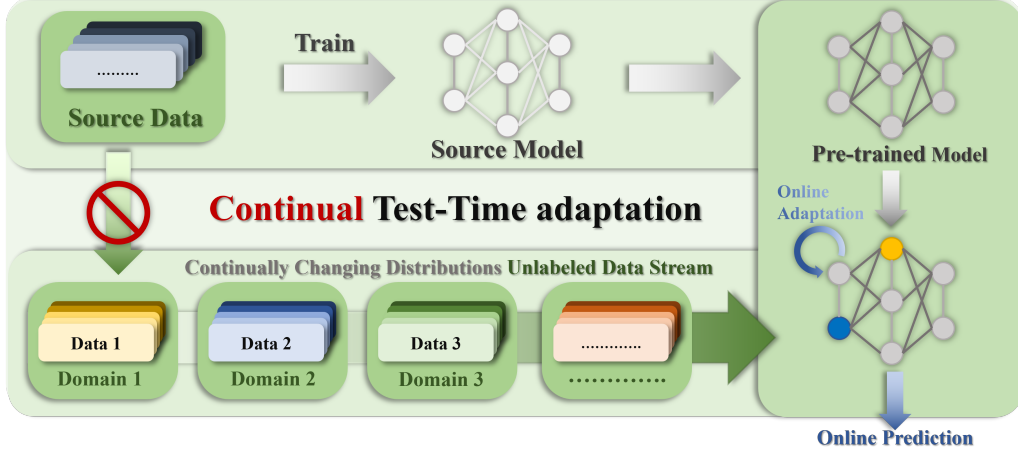 .........
Source Data
Train
Source Model
Pre-trained Model
Continual Test-Time adaptation
Online
Adaptation
Continually Changing Distributions Unlabeled Data Stream
Data 1
Domain 1
Data 2
Domain 2
Data 3
Domain 3
.............
.............
Online Prediction